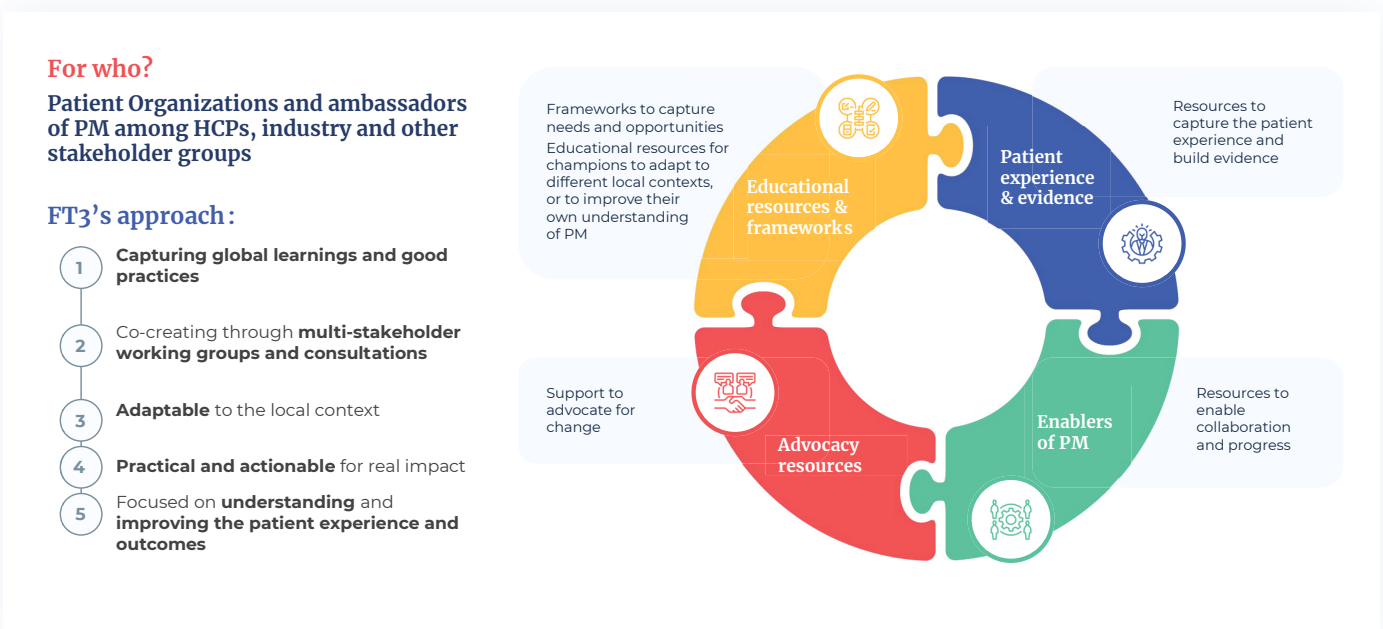 For who?
Patient Organizations and ambassadors
of PM among HCPs, industry and other
stakeholder groups
FT3’s approach:
1
Capturing global learnings and good
practices
2
Co-creating through multi-stakeholder
working groups and consultations
3
Adaptable to the local context
4
Practical and actionable for real impact
5
Focused on understanding and
improving the patient experience and
outcomes
Frameworks to capture
needs and opportunities
Educational resources for
champions to adapt to
different local contexts,
or to improve their
own understanding
of PM
Educational
resources &
frameworks
Patient
experience
& evidence
Resources to
capture the patient
experience and
build evidence
Support to
advocate for
change
Advocacy
resources
Enablers
of PM
Resources to
enable
collaboration
and progress